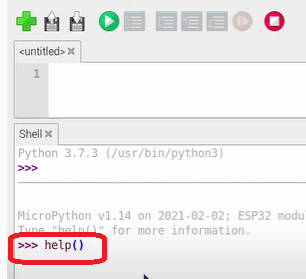 <untitled> ×
1
Shell ×
Python 3.7.3 (/usr/bin/python3)
>>>
MicroPython v1.14 on 2021-02-02; ESP32 modul
Type "help()" for more information.
>>> help()